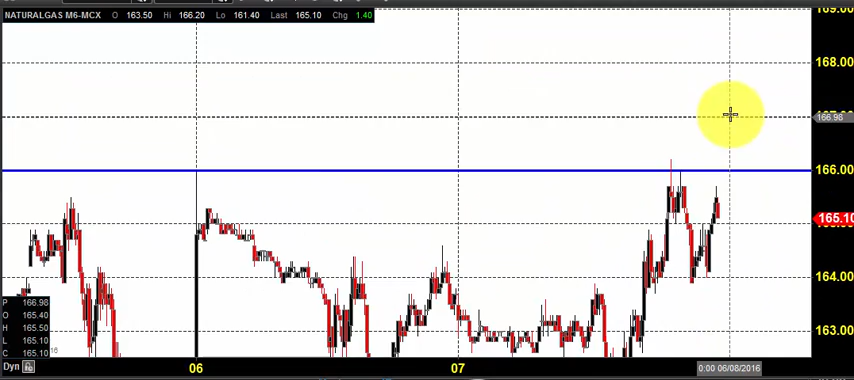 NATURALGAS M6-MCX O 163.50 Hi 166.20 Lo 161.40 Last 165.10 Chg 1.40
169.00
168.00
166.98
166.00
165.10
164.00
163.00
P 166.98
O 165.40
H 165.50
L 165.10
C 165.10
Dyn
06 07
0:00 06/08/2016